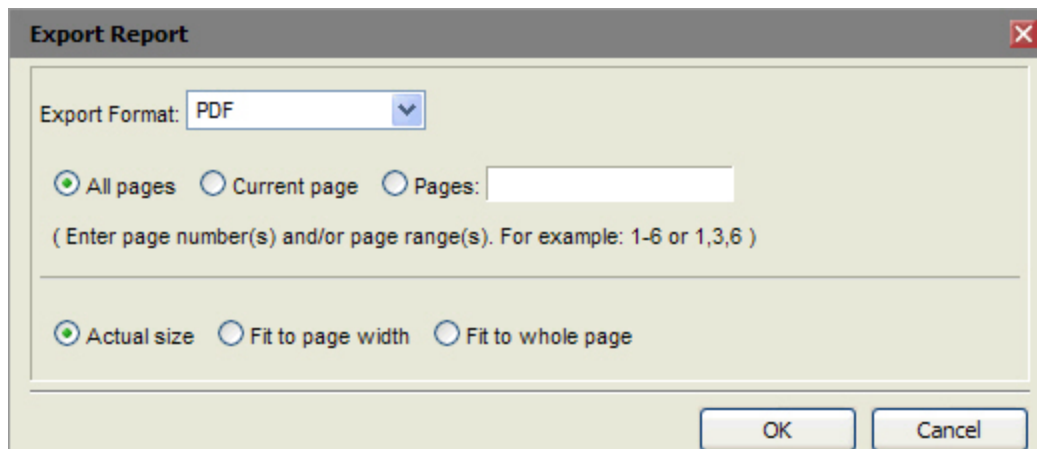 Export Report
Export Format: PDF
All pages Current page Pages:
( Enter page number(s) and/or page range(s). For example: 1-6 or 1,3,6 )
Actual size Fit to page width Fit to whole page
OK Cancel